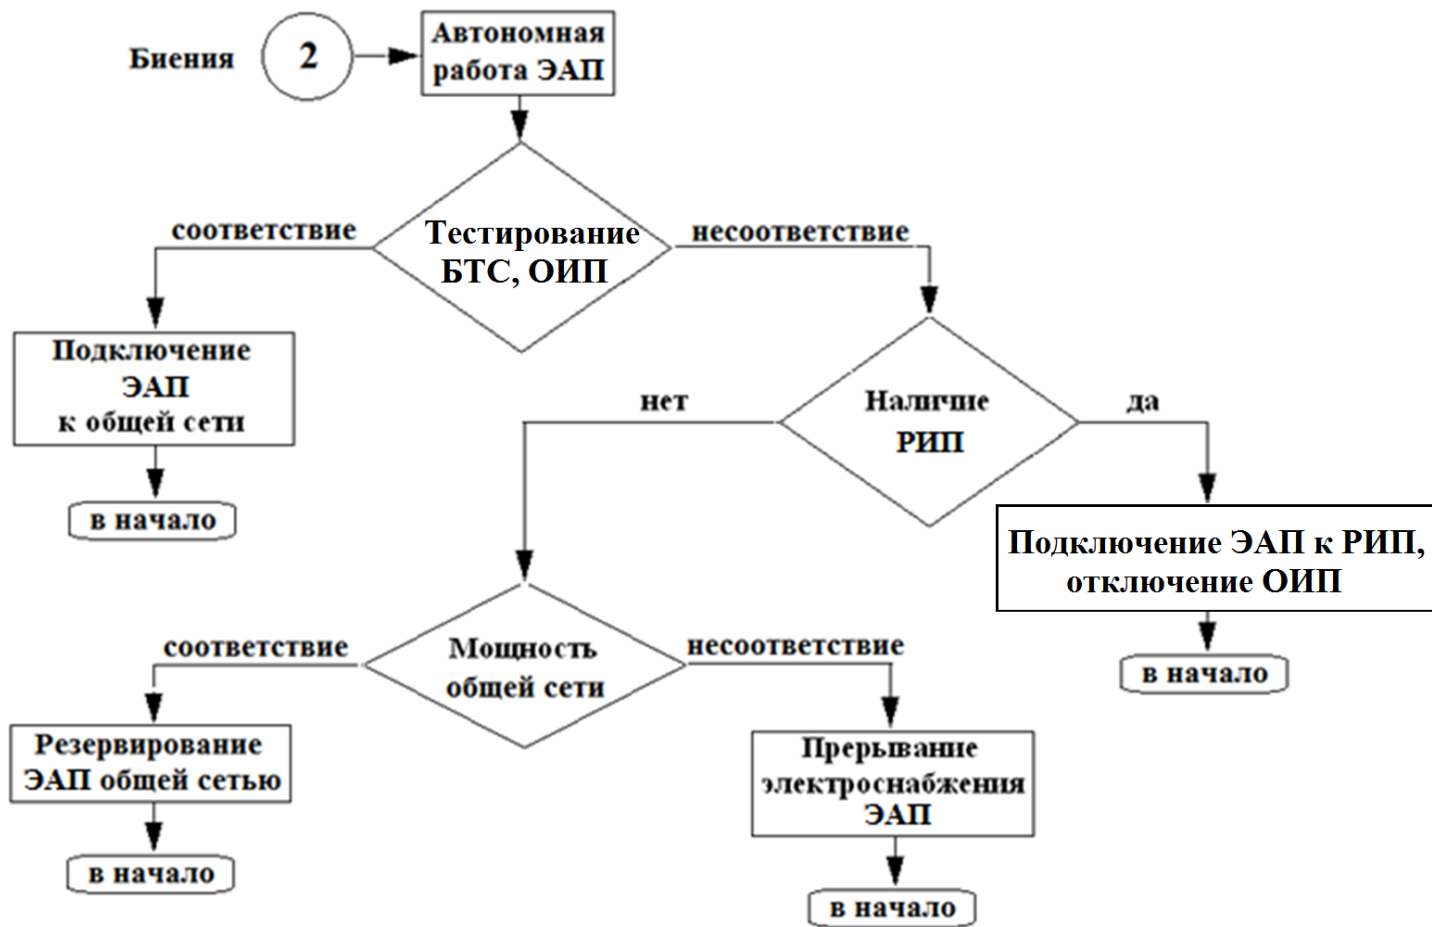 Биения
2
Автономная
работа ЭАП
соответствие
Тестирование
БТС, ОИП
несоответствие
Подключение
ЭАП
к общей сети
в начало
нет
Наличие
РИП
да
Подключение ЭАП к РИП,
отключение ОИП
в начало
соответствие
Мощность
общей сети
несоответствие
Резервирование
ЭАП общей сетью
в начало
Прерывание
электроснабжения
ЭАП
в начало